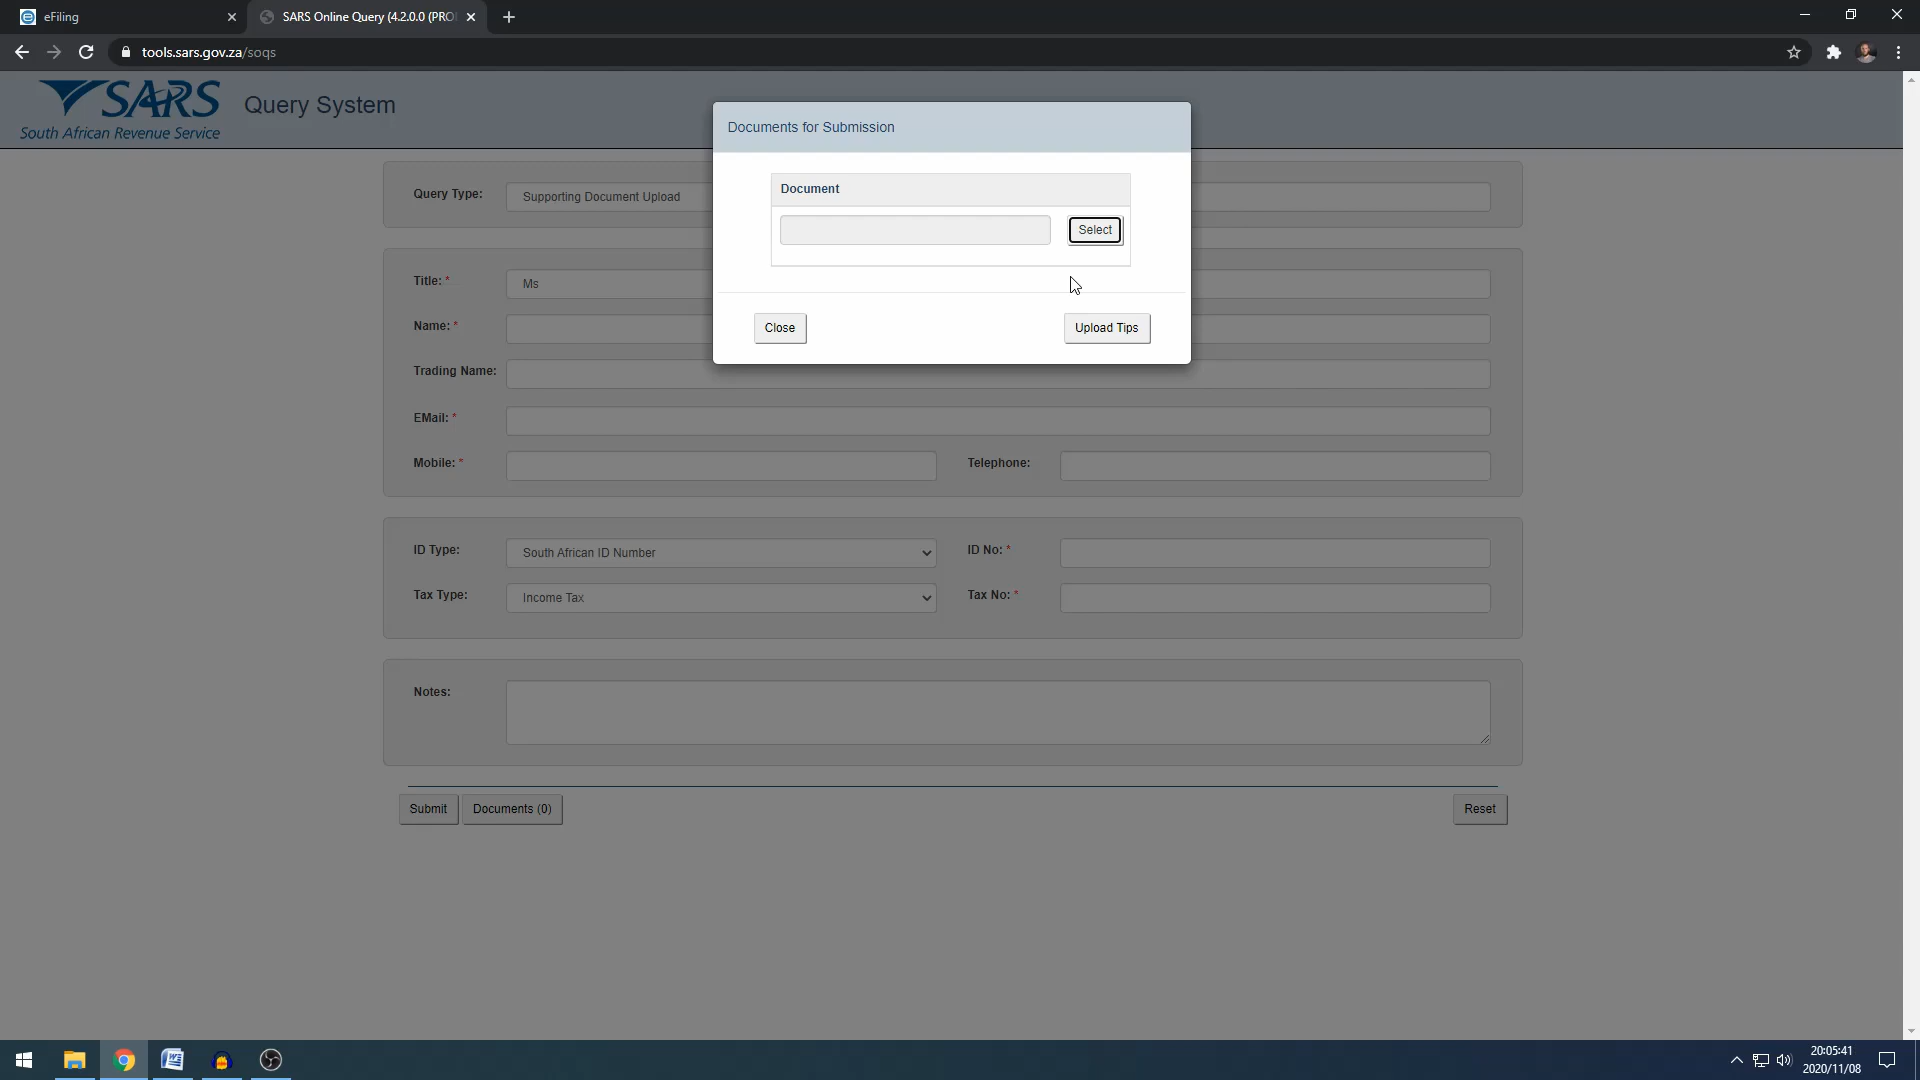 eFiling
SARS Online Query (4.2.0.0 (PRO
tools.sars.gov.za/soqs
SARS
South African Revenue Service
Query System
Documents for Submission
Document
Select
Close
Upload Tips
Query Type:
Supporting Document Upload
Title: *
Ms
Name: *
Trading Name:
EMail: *
Mobile: *
Telephone:
ID Type:
South African ID Number
ID No: *
Tax Type:
Income Tax
Tax No: *
Notes:
Submit
Documents (0)
Reset
20:05:41
2020/11/08